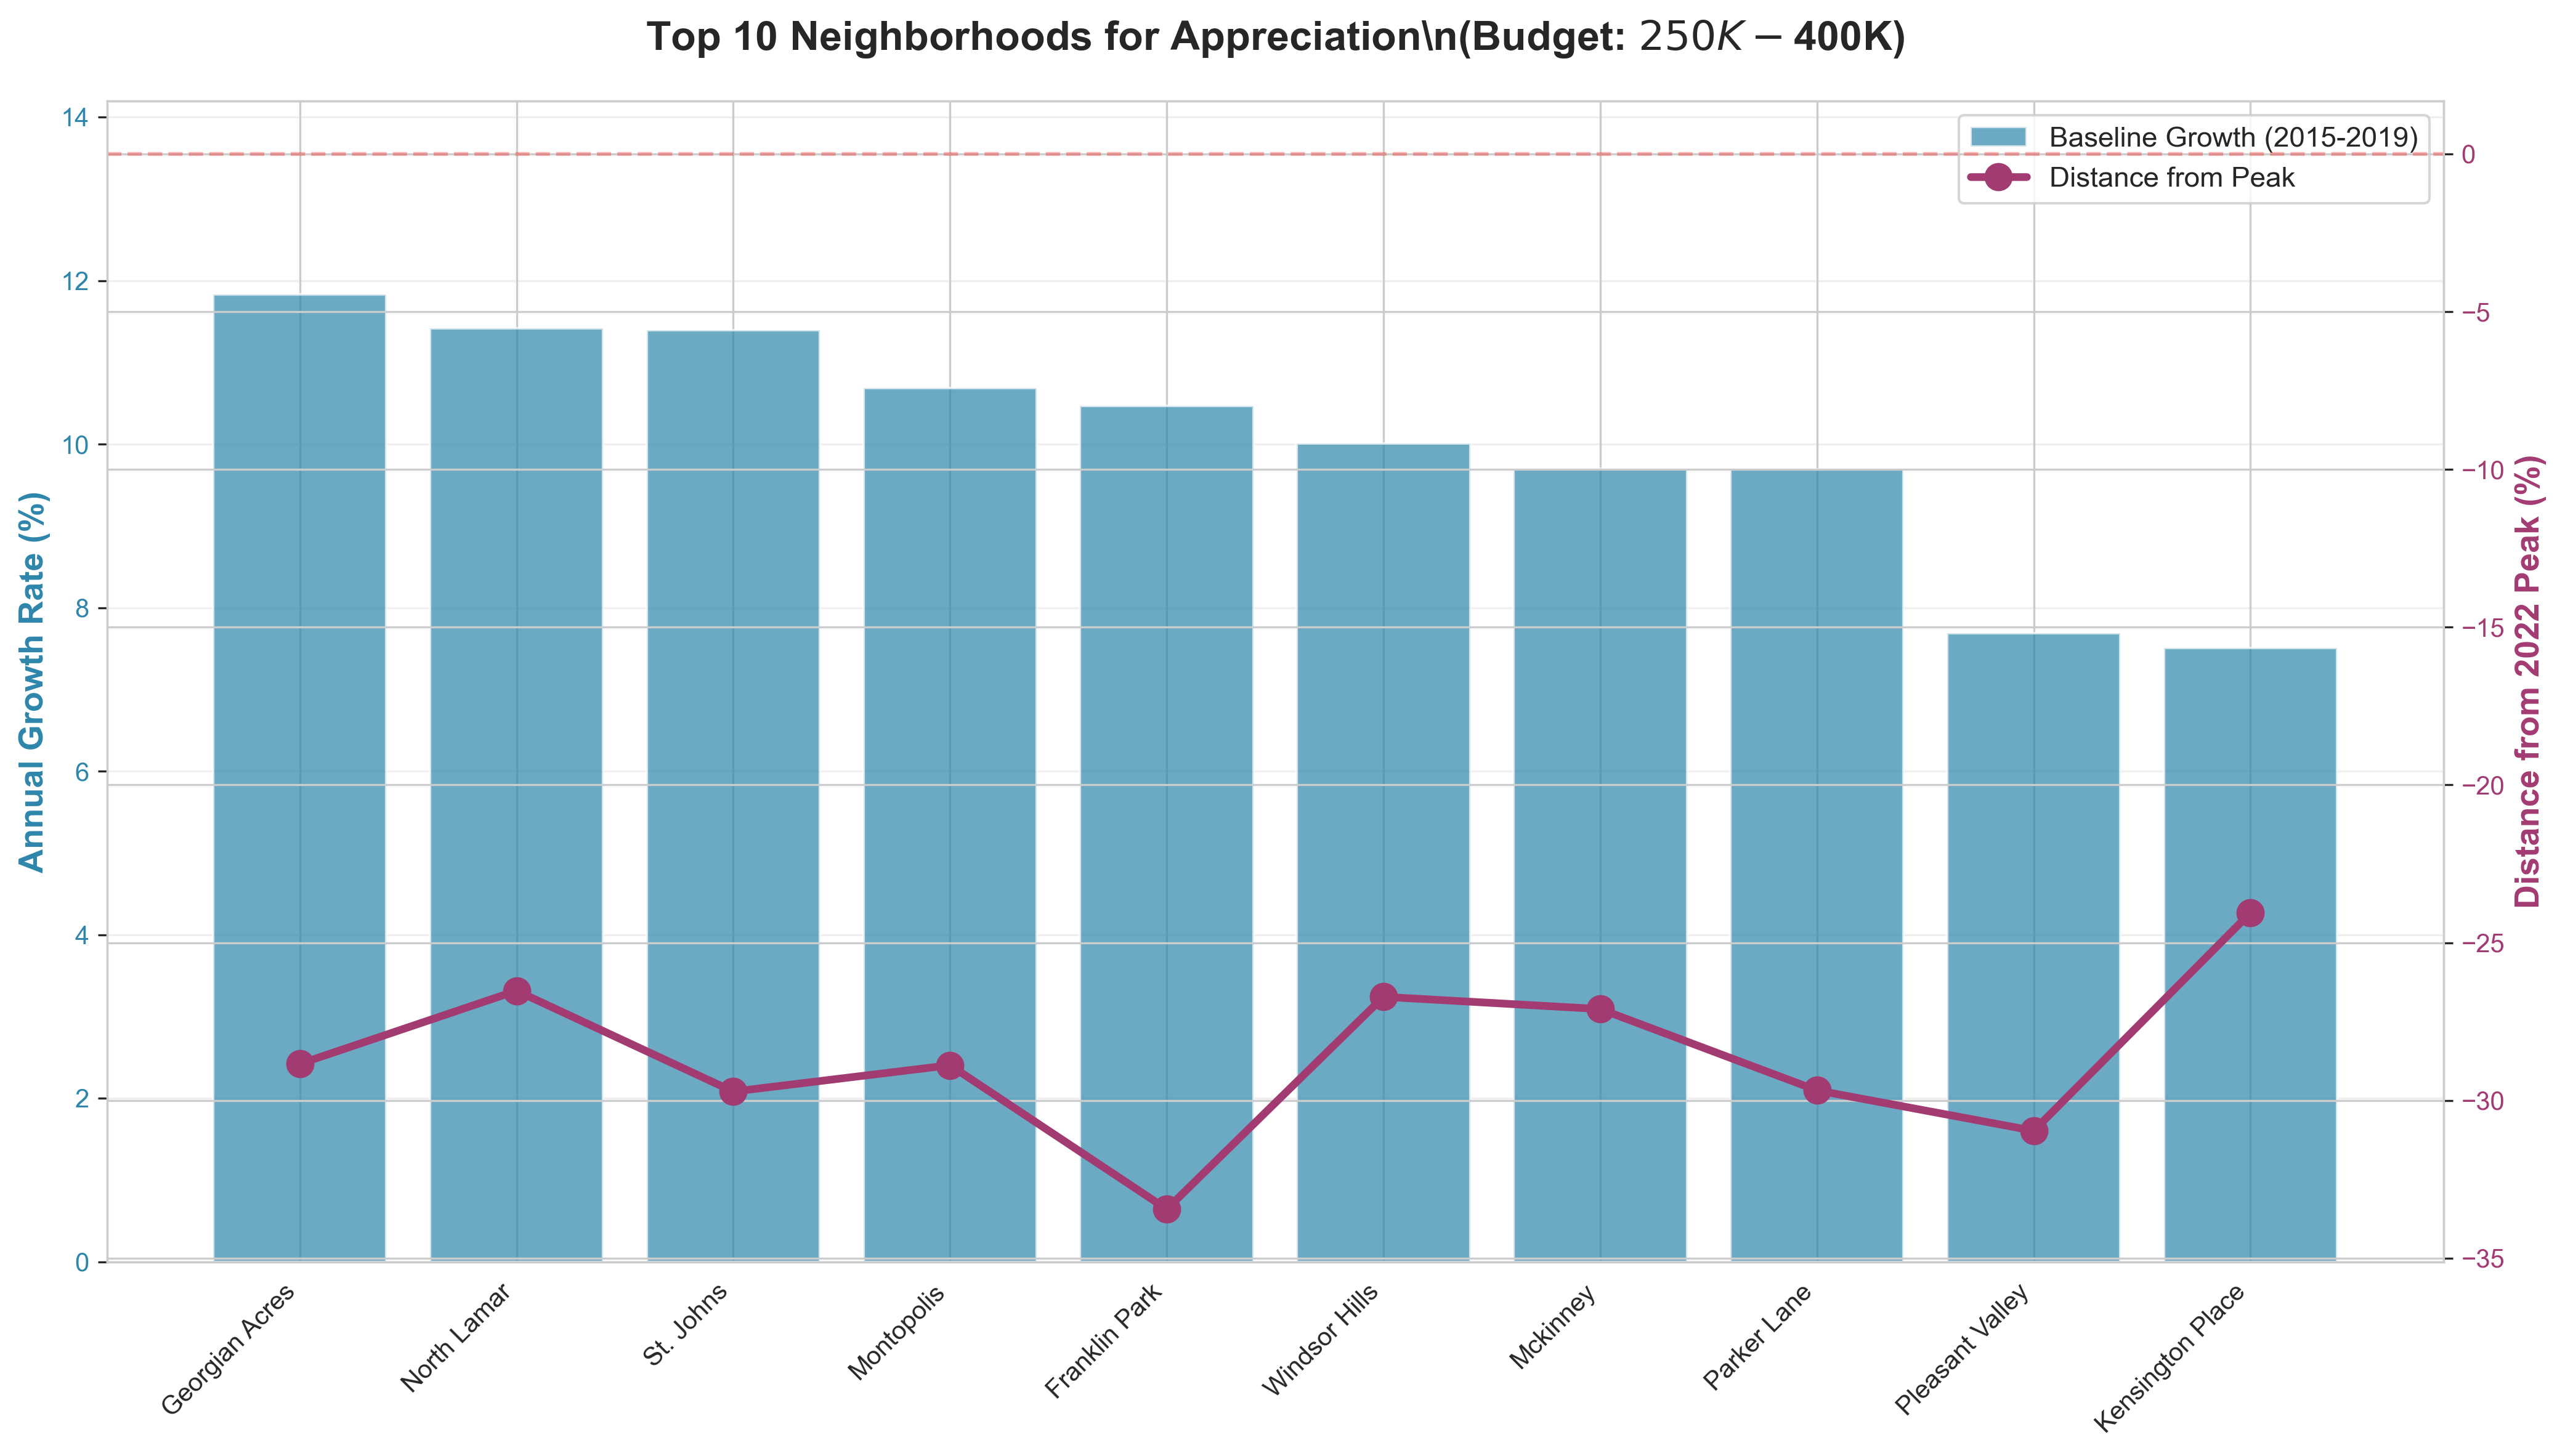 Top 10 Neighborhoods for Appreciation\n(Budget: 250K − 400K)
Baseline Growth (2015-2019)
Distance from Peak
Annual Growth Rate (%)
14
12
10
8
6
4
2
0
Distance from 2022 Peak (%)
0
−5
−10
−15
−20
−25
−30
−35
Georgian Acres
North Lamar
St. Johns
Montopolis
Franklin Park
Windsor Hills
Mckinney
Parker Lane
Pleasant Valley
Kensington Place